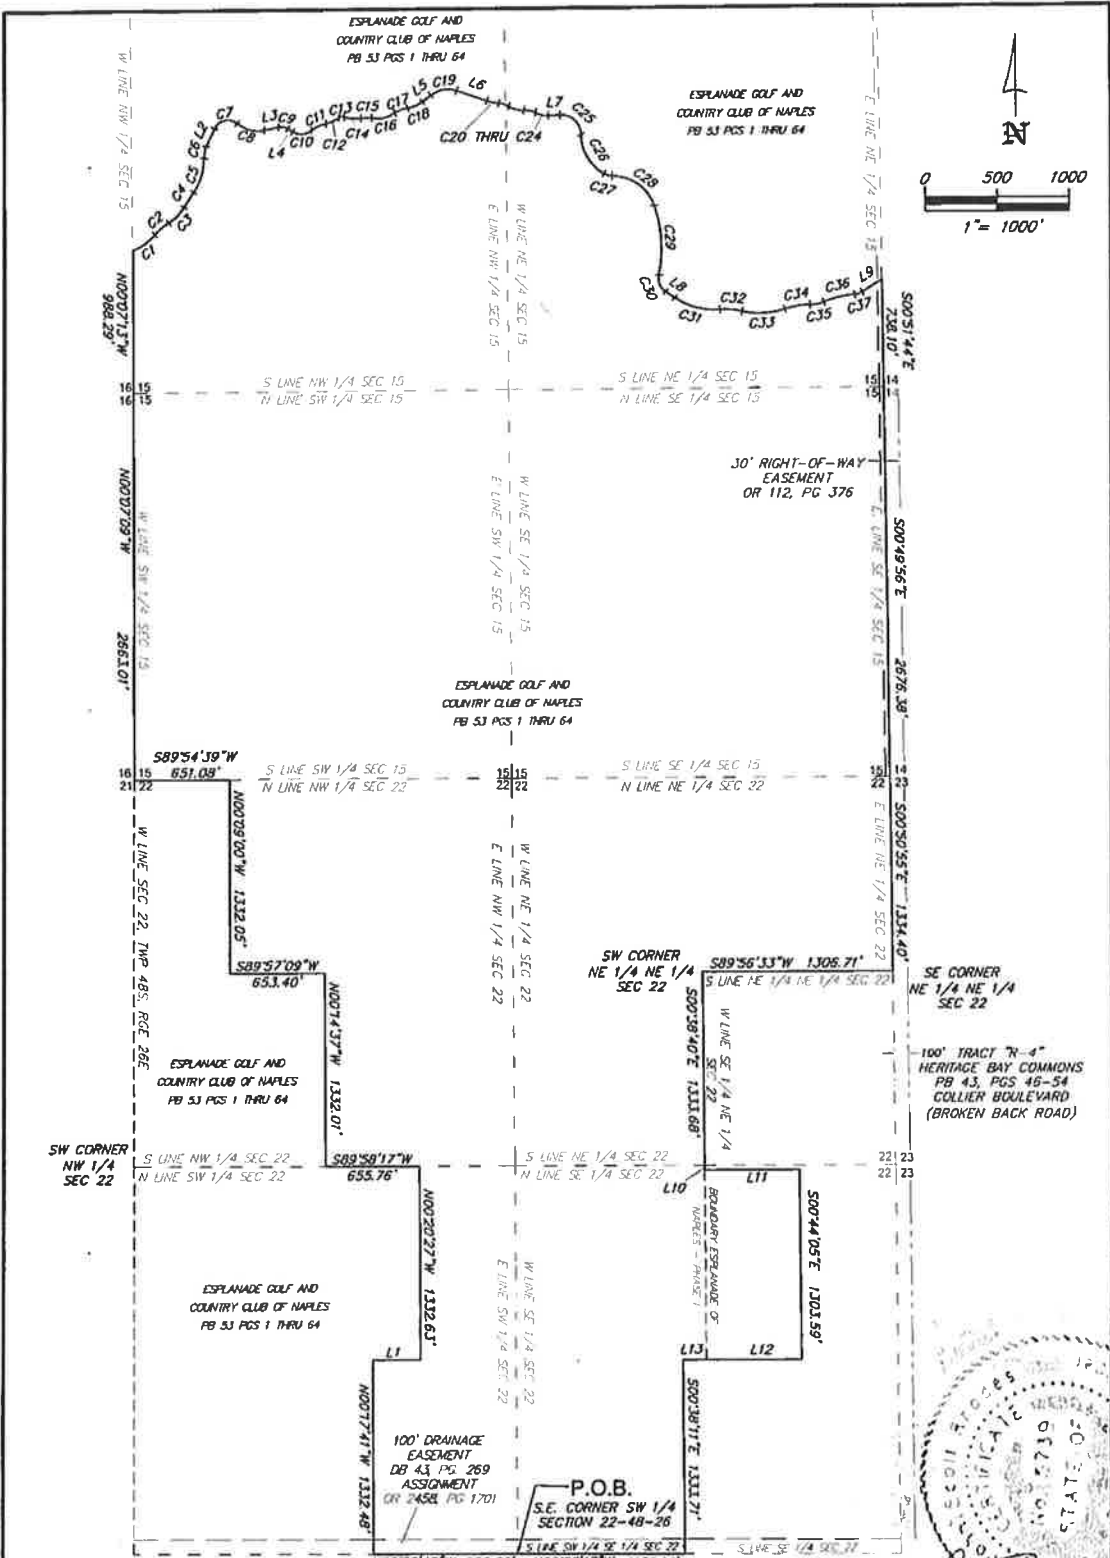 ESPLANADE GOLF AND
COUNTRY CLUB OF NAPLES
PB 53 PGS 1 THRU 64
ESPLANADE GOLF AND
COUNTRY CLUB OF NAPLES
PB 53 PGS 1 THRU 64
N
0 500 1000
1"= 1000'
W LINE NW 1/4 SEC 15
E LINE NE 1/4 SEC 15
C1
C2
C3
C4
C5
C6
L2
C7
C8
L3
C9
L4
C10
C11
C12
C13
C14
C15
C16
C17
C18
L5
C19
L6
C20 THRU C24
L7
C25
C26
C27
C28
C29
C30
L8
C31
C32
C33
C34
C35
C36
C37
L9
N00°07'13"W
988.29'
S00°51'44"E
738.10'
E LINE NW 1/4 SEC 15
W LINE NE 1/4 SEC 15
16 15
16 15
S LINE NW 1/4 SEC 15
N LINE SW 1/4 SEC 15
S LINE NE 1/4 SEC 15
N LINE SE 1/4 SEC 15
15 14
15
30' RIGHT-OF-WAY
EASEMENT
OR 112, PG 376
N00°07'09"W 2663.01'
W LINE SW 1/4 SEC 15
E LINE SW 1/4 SEC 15
W LINE SE 1/4 SEC 15
E LINE SE 1/4 SEC 15
S00°49'56"E 2676.38'
ESPLANADE GOLF AND
COUNTRY CLUB OF NAPLES
PB 53 PGS 1 THRU 64
S89°54'39"W
651.08'
16 15
21 22
S LINE SW 1/4 SEC 15
N LINE NW 1/4 SEC 22
15 15
22 22
S LINE SE 1/4 SEC 15
N LINE NE 1/4 SEC 22
15 14
22 23
N00°09'00"W 1332.05'
W LINE SEC 22, TWP 48S, RGE 26E
E LINE NW 1/4 SEC 22
W LINE NE 1/4 SEC 22
E LINE NE 1/4 SEC 22
S00°50'55"E 1334.40'
S89°57'09"W
653.40'
SW CORNER
NE 1/4 NE 1/4
SEC 22
S89°56'33"W 1306.71'
S LINE NE 1/4 NE 1/4 SEC 22
SE CORNER
NE 1/4 NE 1/4
SEC 22
N00°14'37"W 1332.01'
S00°38'40"E 1333.68'
W LINE SE 1/4 NE 1/4
SEC 22
100' TRACT "R-4"
HERITAGE BAY COMMONS
PB 43, PGS 46-54
COLLIER BOULEVARD
(BROKEN BACK ROAD)
ESPLANADE GOLF AND
COUNTRY CLUB OF NAPLES
PB 53 PGS 1 THRU 64
SW CORNER
NW 1/4
SEC 22
S LINE NW 1/4 SEC 22
N LINE SW 1/4 SEC 22
S89°58'17"W
655.76'
S LINE NE 1/4 SEC 22
N LINE SE 1/4 SEC 22
22 23
22 23
L10
L11
N00°20'27"W 1332.63'
BOUNDARY ESPLANADE OF
NAPLES - PHASE 1
S00°44'05"E 1303.59'
ESPLANADE GOLF AND
COUNTRY CLUB OF NAPLES
PB 53 PGS 1 THRU 64
E LINE SW 1/4 SEC 22
W LINE SE 1/4 SEC 22
L1
L13
L12
N00°17'41"W 1332.48'
100' DRAINAGE
EASEMENT
DB 43, PG 269
ASSIGNMENT
OR 2458, PG 1701
P.O.B.
S.E. CORNER SW 1/4
SECTION 22-48-26
S00°38'11"E 1333.71'
S LINE SW 1/4 SE 1/4 SEC 22
S LINE SE 1/4 SEC 22
CERTIFICATE
STATE OF